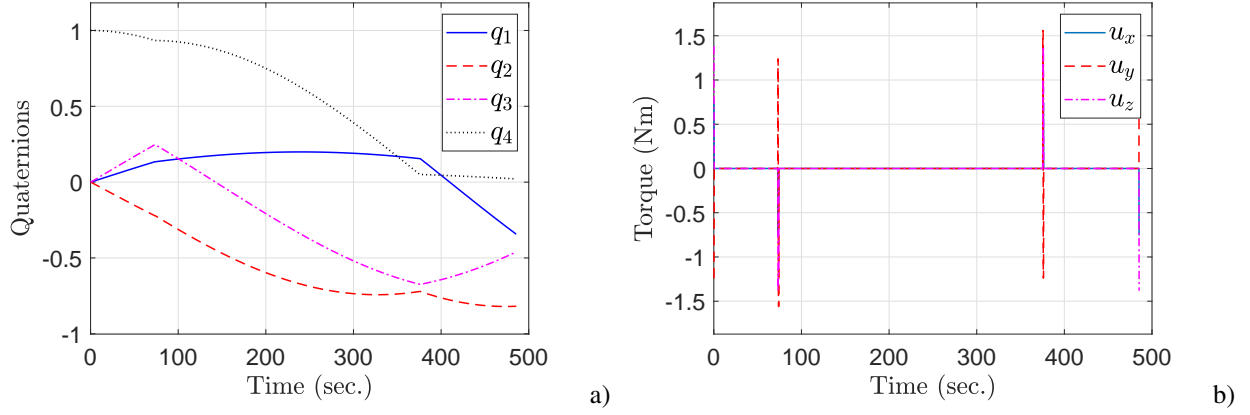 1
0.5
0
-0.5
-1
Quaternions
0 100 200 300 400 500
Time (sec.)
q1
q2
q3
q4
a)
1.5
1
0.5
0
-0.5
-1
-1.5
Torque (Nm)
0 100 200 300 400 500
Time (sec.)
ux
uy
uz
b)